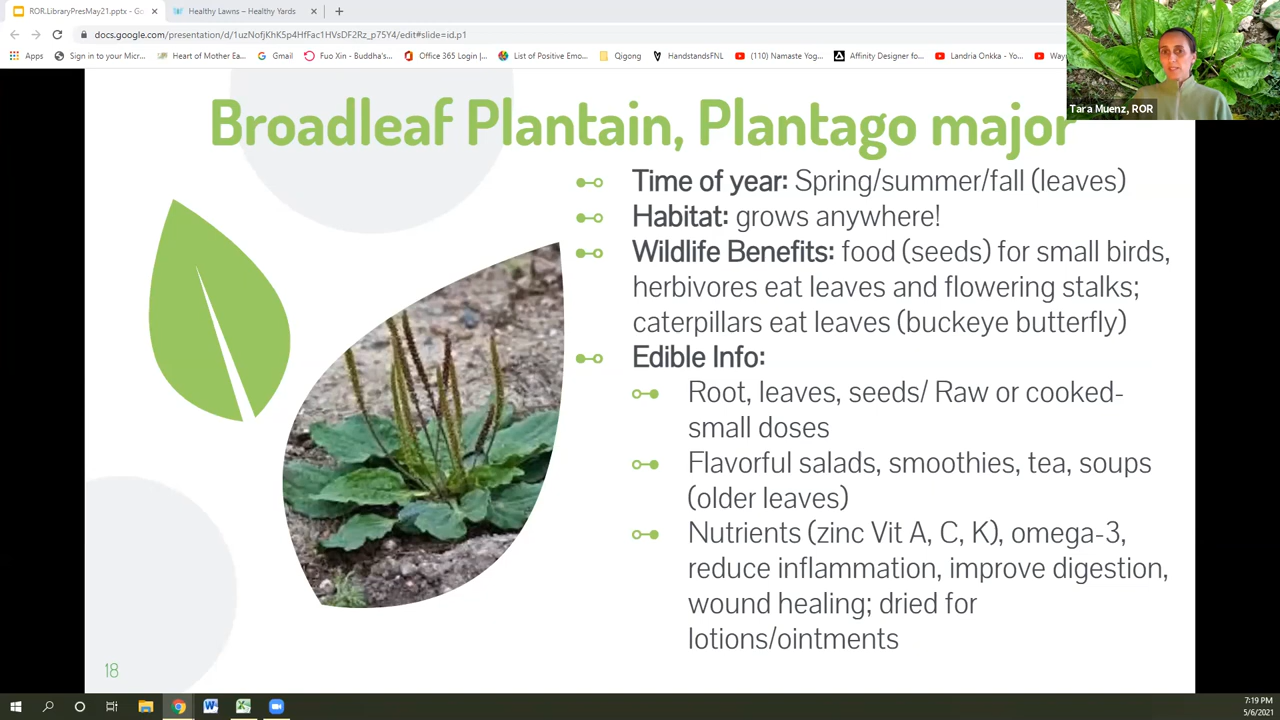 ROR.LibraryPresMay21.pptx - Go
Healthy Lawns – Healthy Yards
docs.google.com/presentation/d/1uzNofjKhK5p4HfFac1HVsDF2Rz_p75Y4/edit#slide=id.p1
Apps
Sign in to your Micr...
Heart of Mother Ea...
Gmail
Fuo Xin - Buddha's...
Office 365 Login |...
List of Positive Emo...
Qigong
HandstandsFNL
(110) Namaste Yog...
Affinity Designer fo...
Landria Onkka - Yo...
Way
Tara Muenz, ROR
Broadleaf Plantain, Plantago major
Time of year: Spring/summer/fall (leaves)
Habitat: grows anywhere!
Wildlife Benefits: food (seeds) for small birds,
herbivores eat leaves and flowering stalks;
caterpillars eat leaves (buckeye butterfly)
Edible Info:
Root, leaves, seeds/ Raw or cooked-
small doses
Flavorful salads, smoothies, tea, soups
(older leaves)
Nutrients (zinc Vit A, C, K), omega-3,
reduce inflammation, improve digestion,
wound healing; dried for
lotions/ointments
18
7:19 PM
5/6/2021